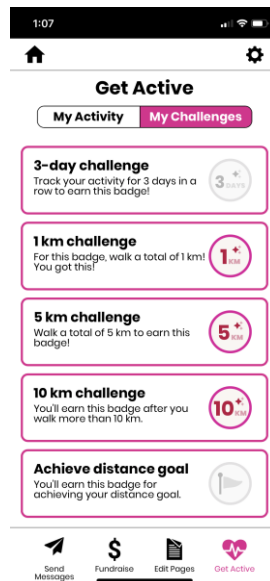 1:07
Get Active
My Activity
My Challenges
3-day challenge
Track your activity for 3 days in a
row to earn this badge!
3 DAYS
1 km challenge
For this badge, walk a total of 1 km!
You got this!
1 KM
5 km challenge
Walk a total of 5 km to earn this
badge!
5 KM
10 km challenge
You'll earn this badge after you
walk more than 10 km.
10 KM
Achieve distance goal
You'll earn this badge for
achieving your distance goal.
Send
Messages
Fundraise
Edit Pages
Get Active